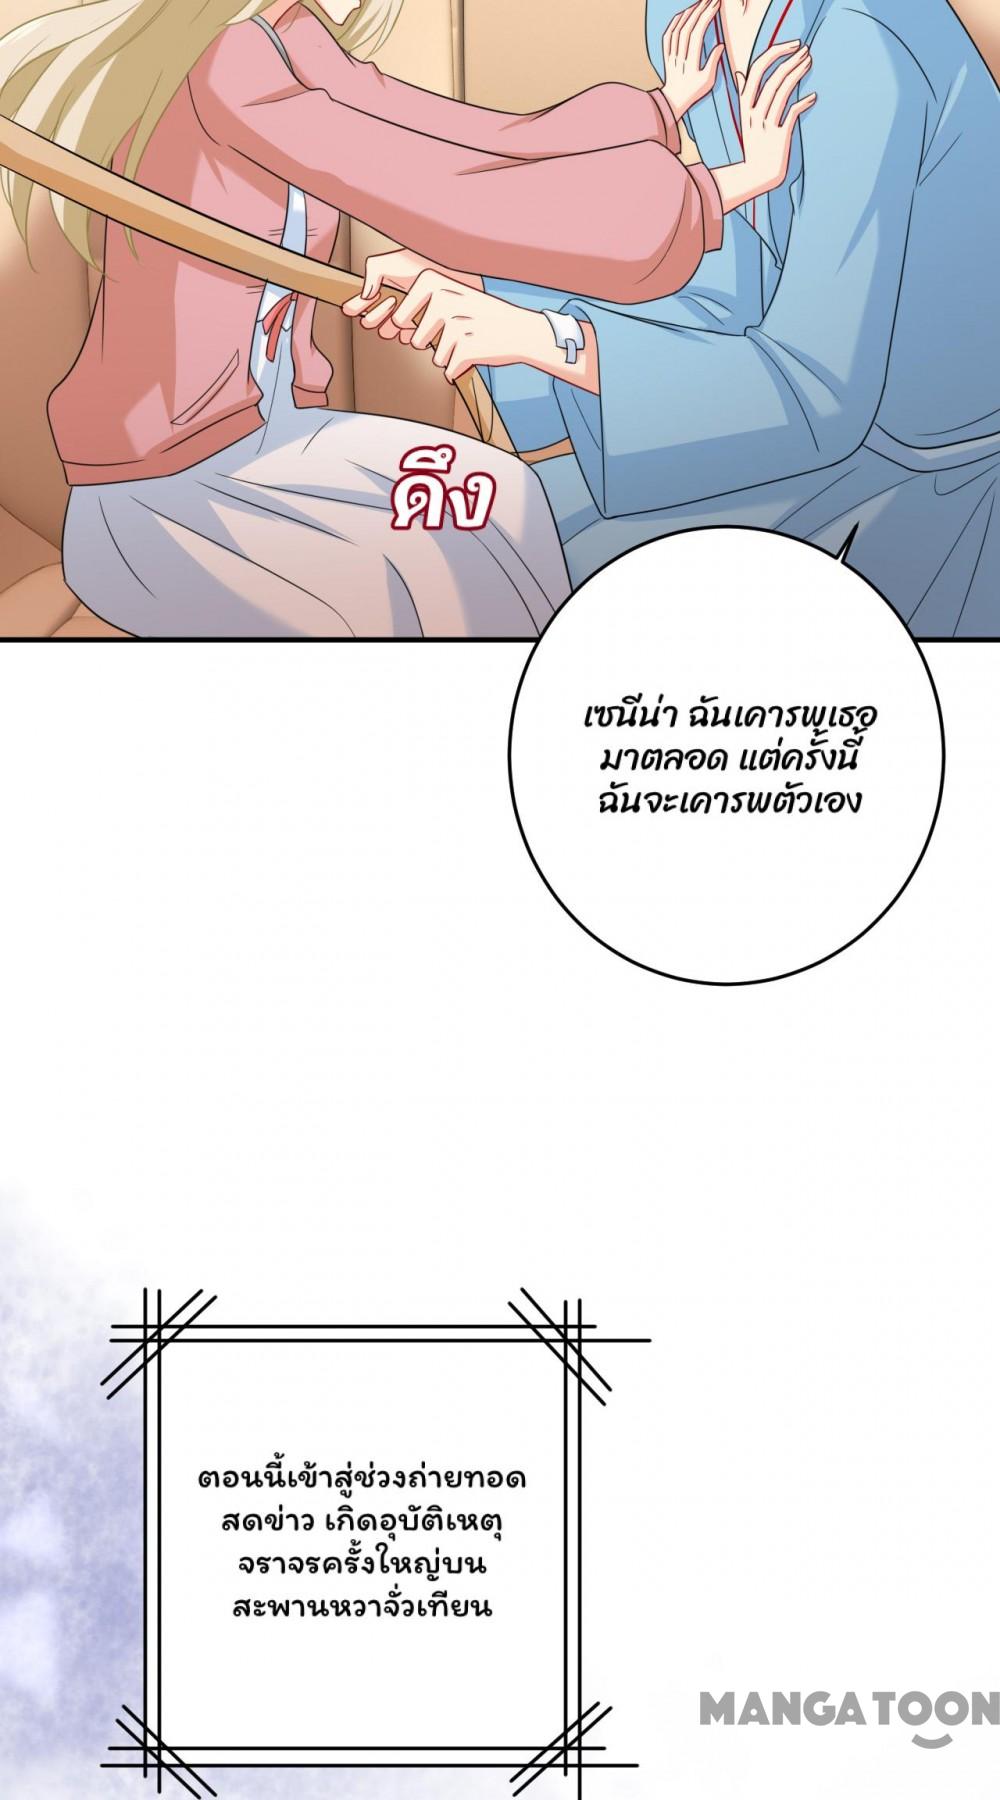 ดึง
เซนีน่า ฉันเคารพเธอ
มาตลอด แต่ครั้งนี้
ฉันจะเคารพตัวเอง
ตอนนี้เข้าสู่ช่วงถ่ายทอด
สดข่าว เกิดอุบัติเหตุ
จราจรครั้งใหญ่บน
สะพานหวาจั่วเทียน
MANGATOON